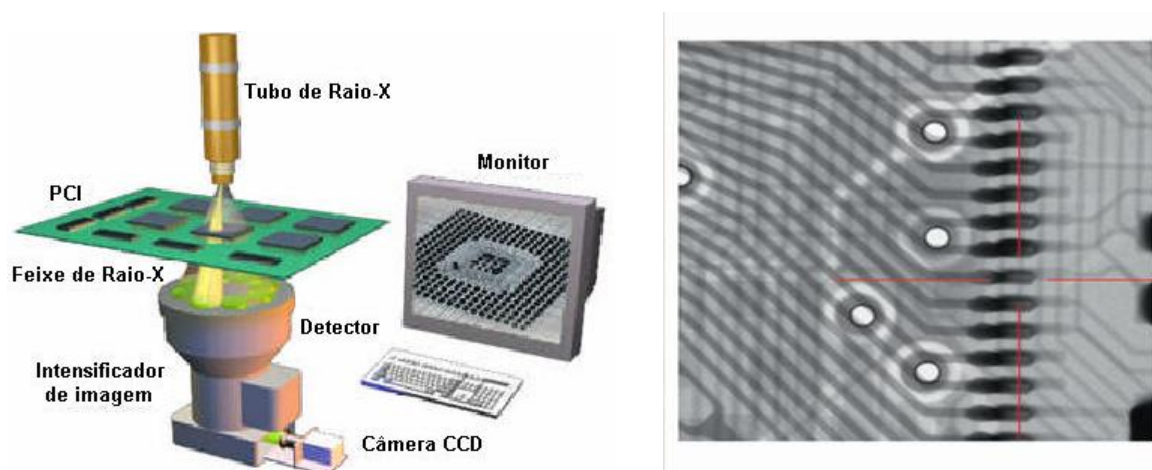 Tubo de Raio-X
Monitor
PCI
Feixe de Raio-X
Detector
Intensificador
de imagem
Câmera CCD